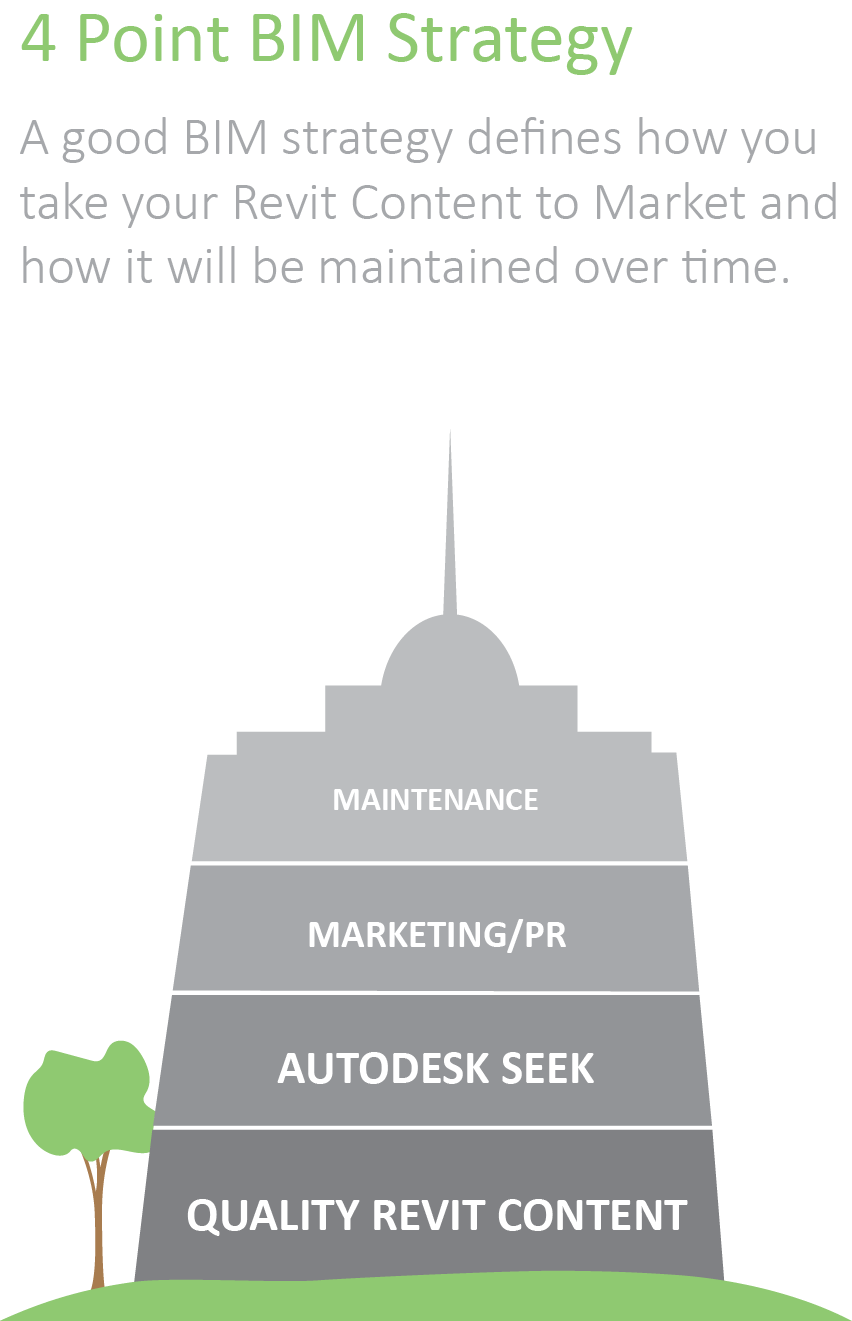 4 Point BIM Strategy
A good BIM strategy defines how you
take your Revit Content to Market and
how it will be maintained over time.
MAINTENANCE
MARKETING/PR
AUTODESK SEEK
QUALITY REVIT CONTENT